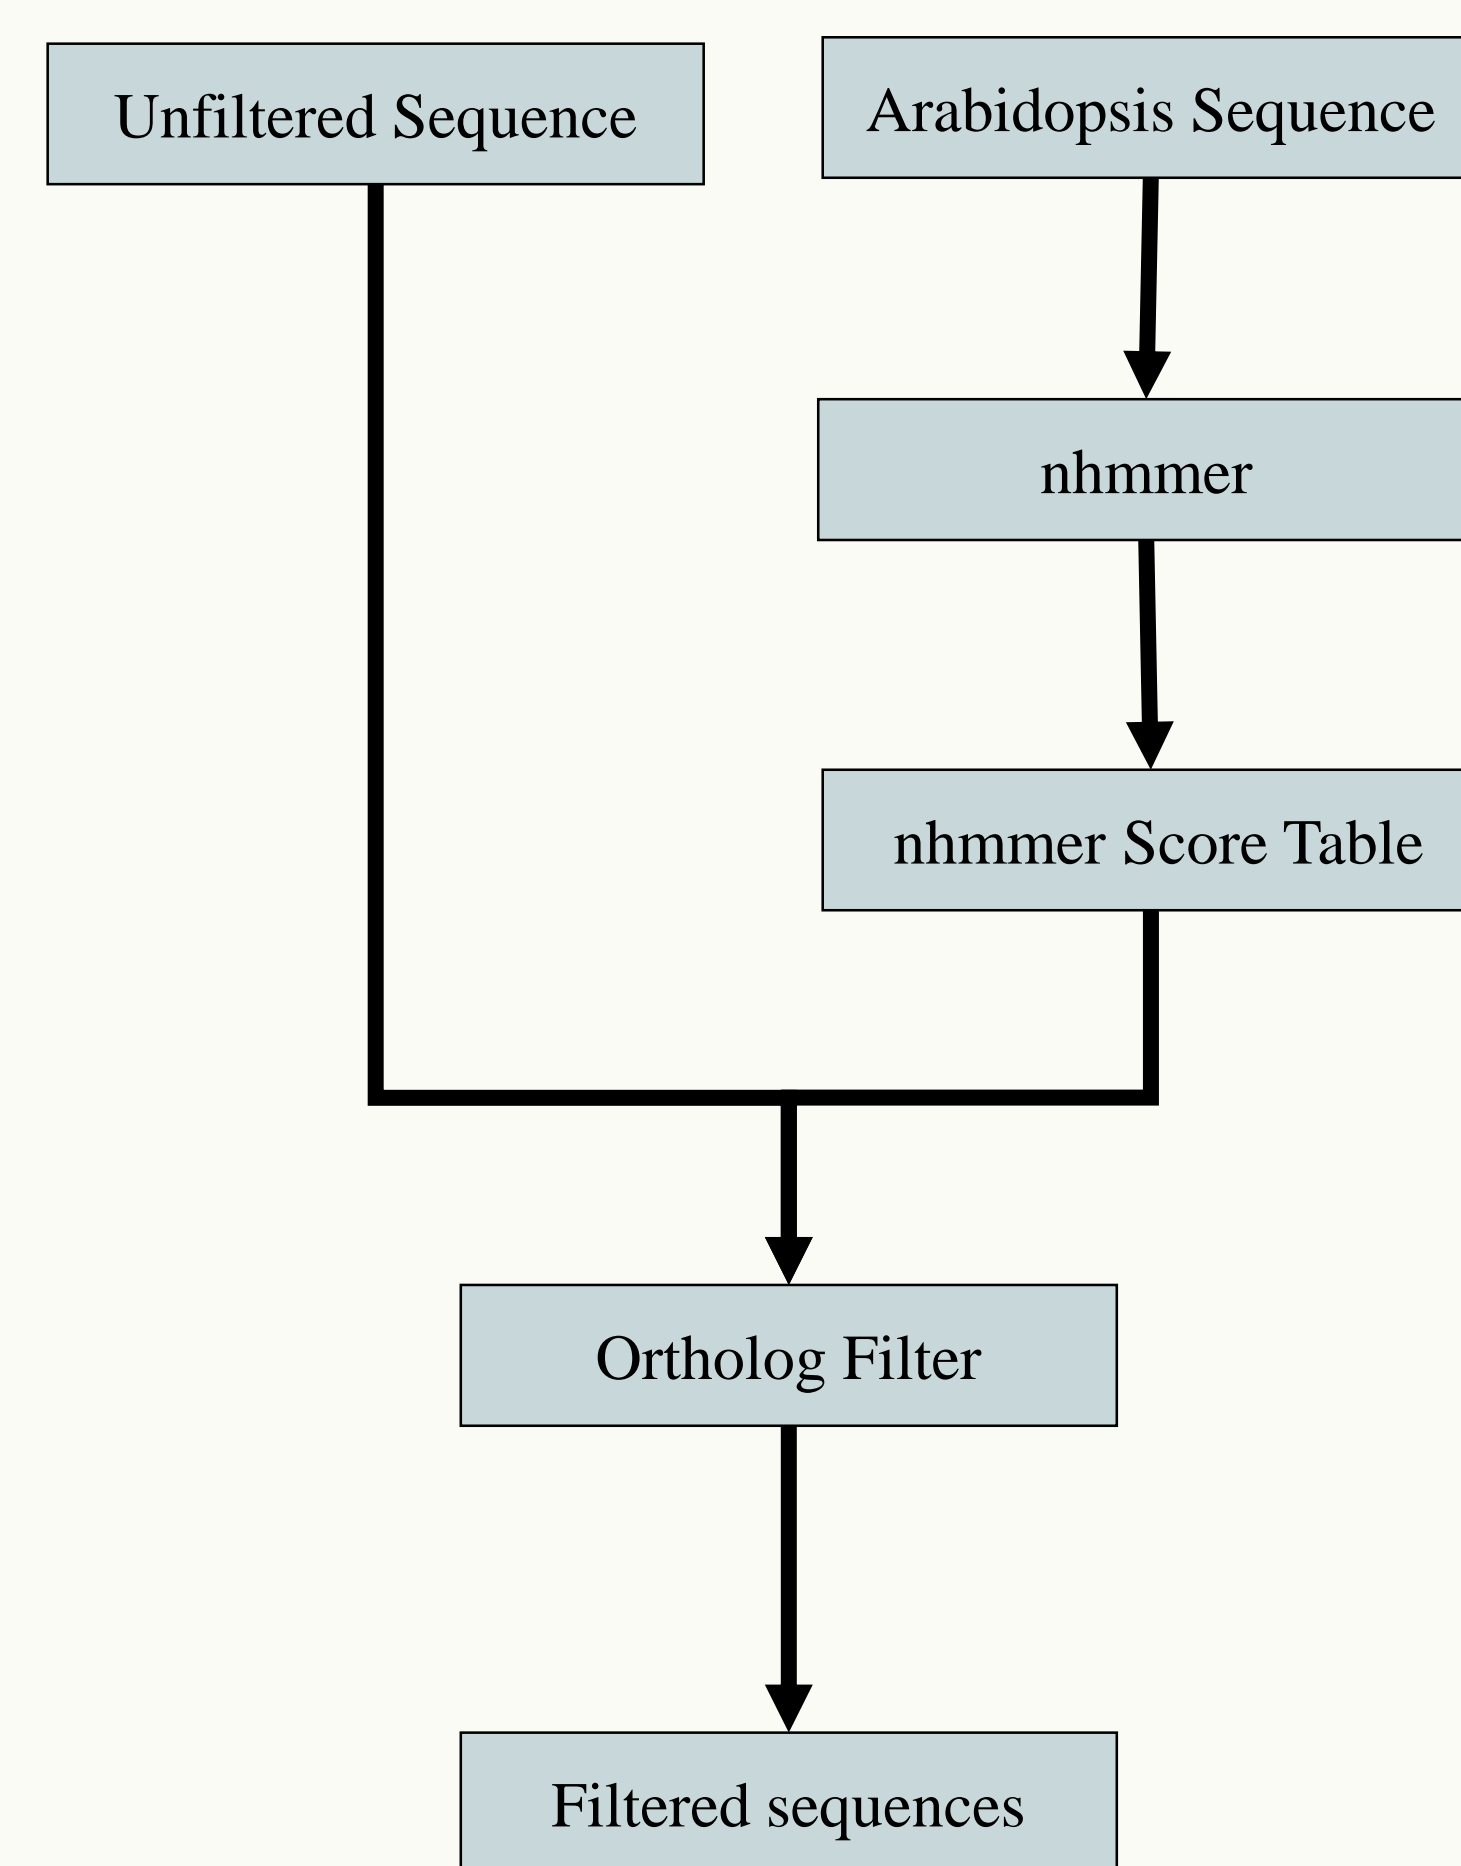 Unfiltered Sequence
Arabidopsis Sequence
nhmmer
nhmmer Score Table
Ortholog Filter
Filtered sequences